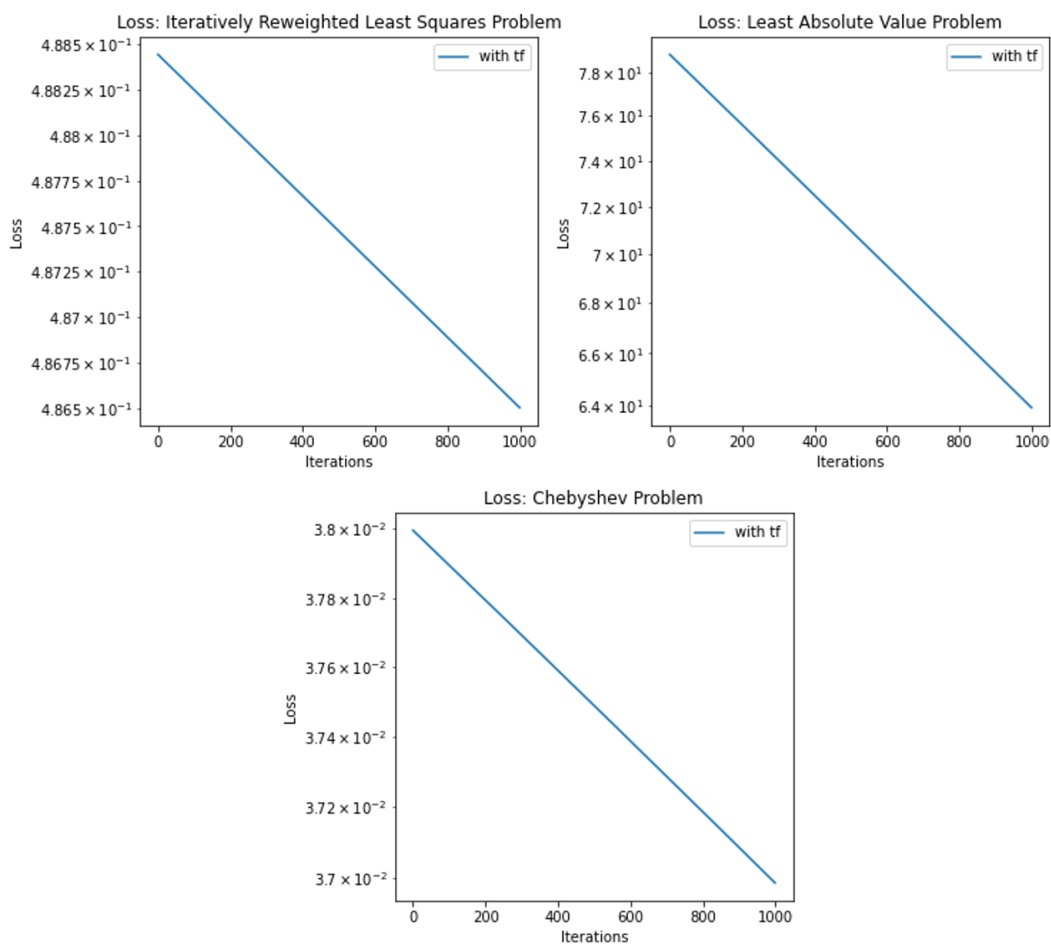 Loss: Iteratively Reweighted Least Squares Problem
with tf
4.885 × 10⁻¹
4.8825 × 10⁻¹
4.88 × 10⁻¹
4.8775 × 10⁻¹
4.875 × 10⁻¹
4.8725 × 10⁻¹
4.87 × 10⁻¹
4.8675 × 10⁻¹
4.865 × 10⁻¹
Loss
0 200 400 600 800 1000
Iterations
Loss: Least Absolute Value Problem
with tf
7.8 × 10¹
7.6 × 10¹
7.4 × 10¹
7.2 × 10¹
7 × 10¹
6.8 × 10¹
6.6 × 10¹
6.4 × 10¹
Loss
0 200 400 600 800 1000
Iterations
Loss: Chebyshev Problem
with tf
3.8 × 10⁻²
3.78 × 10⁻²
3.76 × 10⁻²
3.74 × 10⁻²
3.72 × 10⁻²
3.7 × 10⁻²
Loss
0 200 400 600 800 1000
Iterations